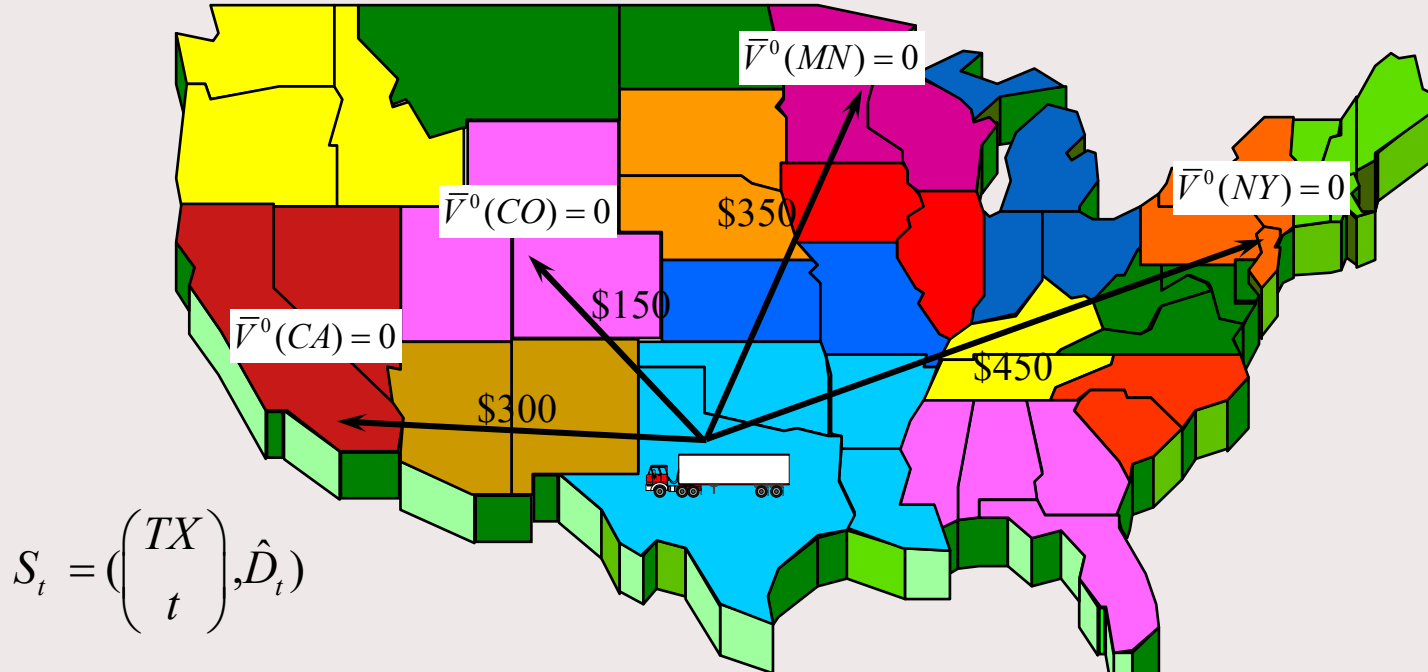 V̄⁰(MN) = 0
V̄⁰(NY) = 0
V̄⁰(CO) = 0
$350
$150
V̄⁰(CA) = 0
$450
$300
S_t = ((TX
t), D̂_t)